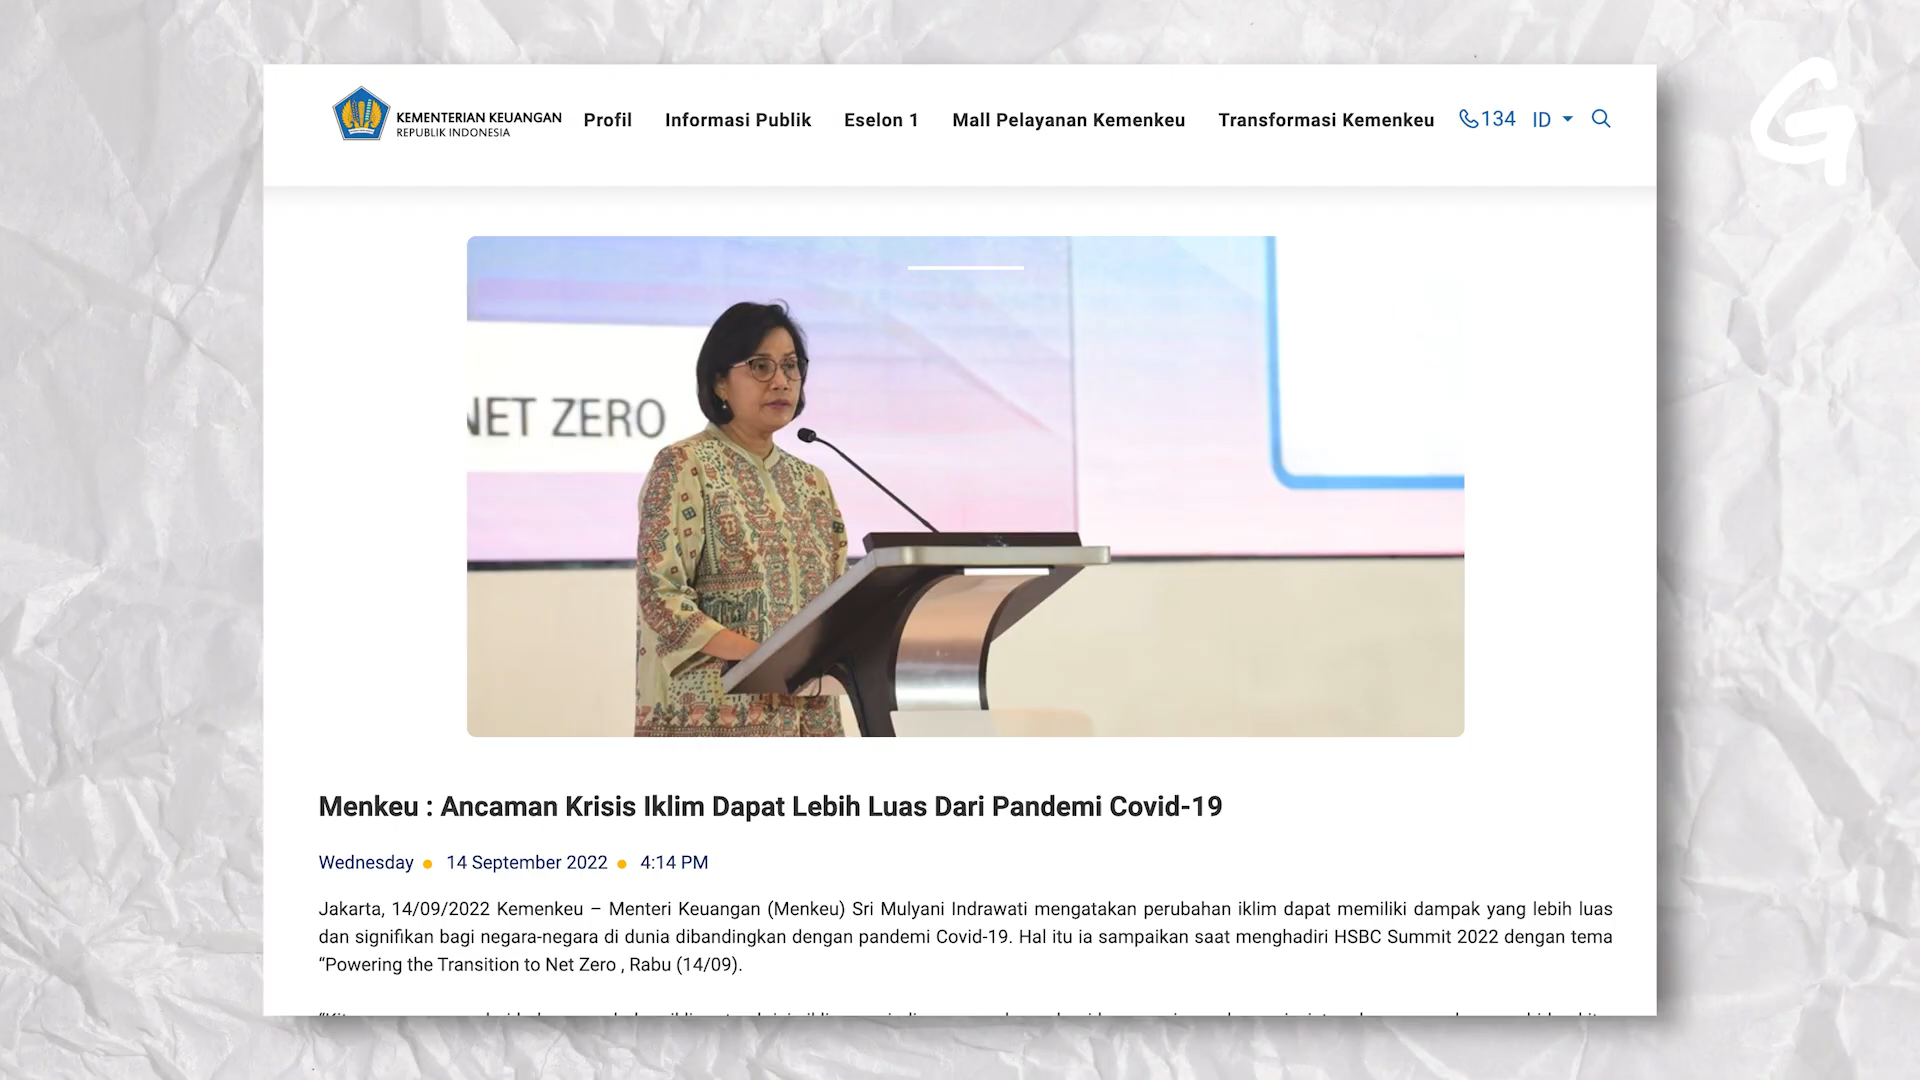 KEMENTERIAN KEUANGAN
REPUBLIK INDONESIA
Profil
Informasi Publik
Eselon 1
Mall Pelayanan Kemenkeu
Transformasi Kemenkeu
134
ID
G
NET ZERO
Menkeu : Ancaman Krisis Iklim Dapat Lebih Luas Dari Pandemi Covid-19
Wednesday • 14 September 2022 • 4:14 PM
Jakarta, 14/09/2022 Kemenkeu – Menteri Keuangan (Menkeu) Sri Mulyani Indrawati mengatakan perubahan iklim dapat memiliki dampak yang lebih luas
dan signifikan bagi negara-negara di dunia dibandingkan dengan pandemi Covid-19. Hal itu ia sampaikan saat menghadiri HSBC Summit 2022 dengan tema
“Powering the Transition to Net Zero , Rabu (14/09).